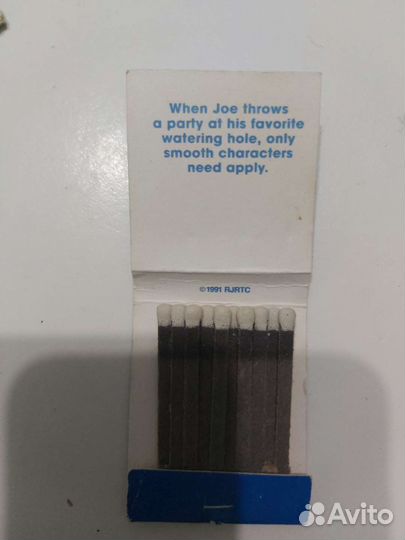 When Joe throws
a party at his favorite
watering hole, only
smooth characters
need apply.
©1991 RJRTC
Avito